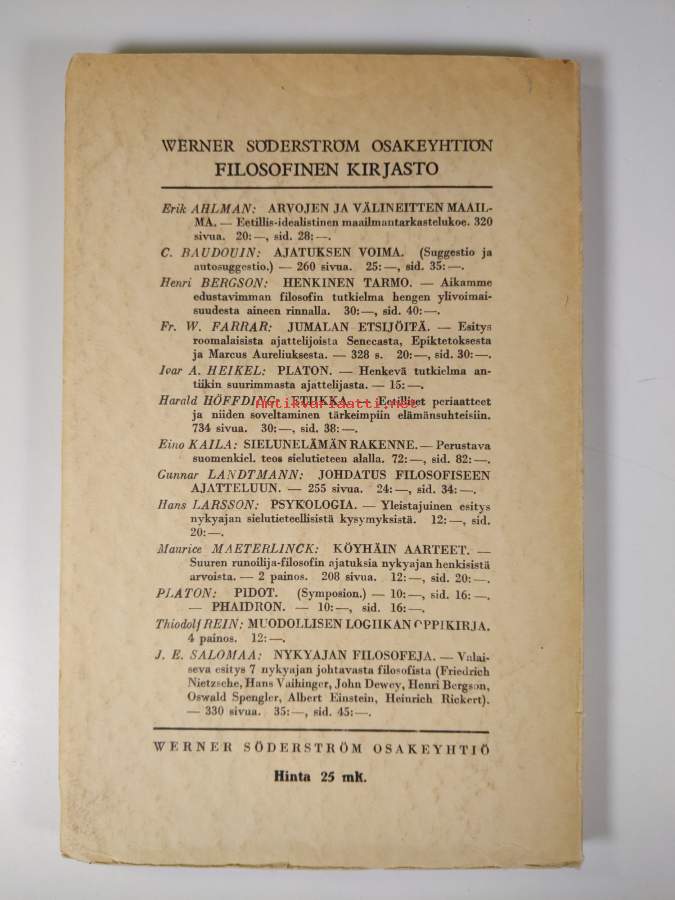 WERNER SÖDERSTRÖM OSAKEYHTIÖN
FILOSOFINEN KIRJASTO
Erik AHLMAN: ARVOJEN JA VÄLINEITTEN MAAIL-
MA. — Eetillis-idealistinen maailmantarkastelukoe. 320
sivua. 20:—, sid. 28:—.
C. BAUDOUIN: AJATUKSEN VOIMA. (Suggestio ja
autosuggestio.) — 260 sivua. 25:—, sid. 35:—.
Henri BERGSON: HENKINEN TARMO. — Aikamme
edustavimman filosofin tutkielma hengen ylivoimai-
suudesta aineen rinnalla. 30:—, sid. 40:—.
Fr. W. FARRAR: JUMALAN ETSIJÖITÄ. — Esitys
roomalaisista ajattelijoista Senecasta, Epiktetoksesta
ja Marcus Aureliuksesta. — 328 s. 20:—, sid. 30:—.
Ivar A. HEIKEL: PLATON. — Henkevä tutkielma an-
tiikin suurimmasta ajattelijasta. — 15:—.
Harald HÖFFDING: ETIIKKA. — Eetilliset periaatteet
ja niiden soveltaminen tärkeimpiin elämänsuhteisiin.
734 sivua. 30:—, sid. 38:—.
Antikvariaatti.net
Eino KAILA: SIELUNELÄMÄN RAKENNE. — Perustava
suomenkiel. teos sielutieteen alalla. 72:—, sid. 82:—.
Gunnar LANDTMANN: JOHDATUS FILOSOFISEEN
AJATTELUUN. — 255 sivua. 24:—, sid. 34:—.
Hans LARSSON: PSYKOLOGIA. — Yleistajuinen esitys
nykyajan sielutieteellisistä kysymyksistä. 12:—, sid.
20:—.
Maurice MAETERLINCK: KÖYHÄIN AARTEET. —
Suuren runoilija-filosofin ajatuksia nykyajan henkisistä
arvoista. — 2 painos. 208 sivua. 12:—, sid. 20:—.
PLATON: PIDOT. (Symposion.) — 10:—, sid. 16:—.
— PHAIDRON. — 10:—, sid. 16:—.
Thiodolf REIN: MUODOLLISEN LOGIIKAN OPPIKIRJA.
4 painos. 12:—.
J. E. SALOMAA: NYKYAJAN FILOSOFEJA. — Valai-
seva esitys 7 nykyajan johtavasta filosofista (Friedrich
Nietzsche, Hans Vaihinger, John Dewey, Henri Bergson,
Oswald Spengler, Albert Einstein, Heinrich Rickert).
— 330 sivua. 35:—, sid. 45:—.
WERNER SÖDERSTRÖM OSAKEYHTIÖ
Hinta 25 mk.